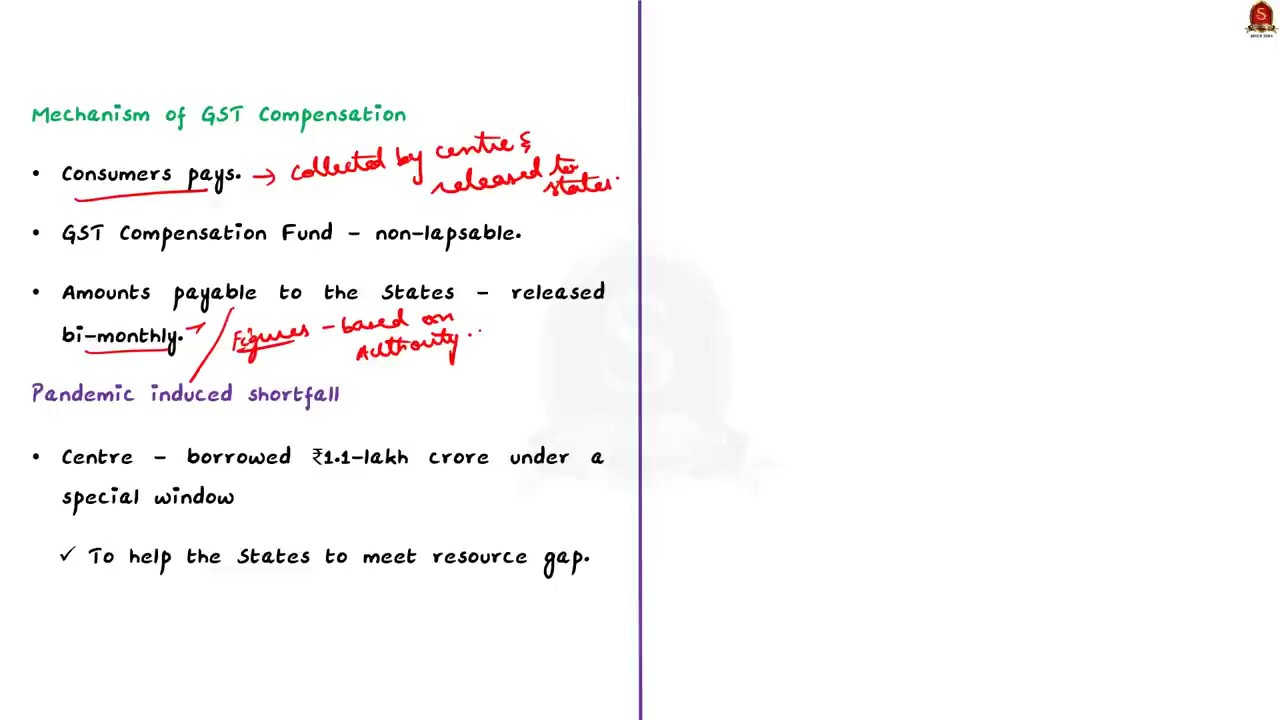 Mechanism of GST Compensation
• Consumers pays. → Collected by centre &
released to
states.
• GST Compensation Fund – non-lapsable.
• Amounts payable to the States – released
bi-monthly.
Figures – based on
Authority ..
Pandemic induced shortfall
• Centre – borrowed ₹1.1-lakh crore under a
special window
✓ To help the States to meet resource gap.
S
SINCE 2004